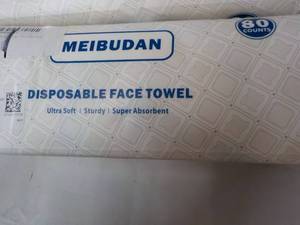 MEIBUDAN
80
COUNTS
DISPOSABLE FACE TOWEL
Ultra Soft | Sturdy | Super Absorbent